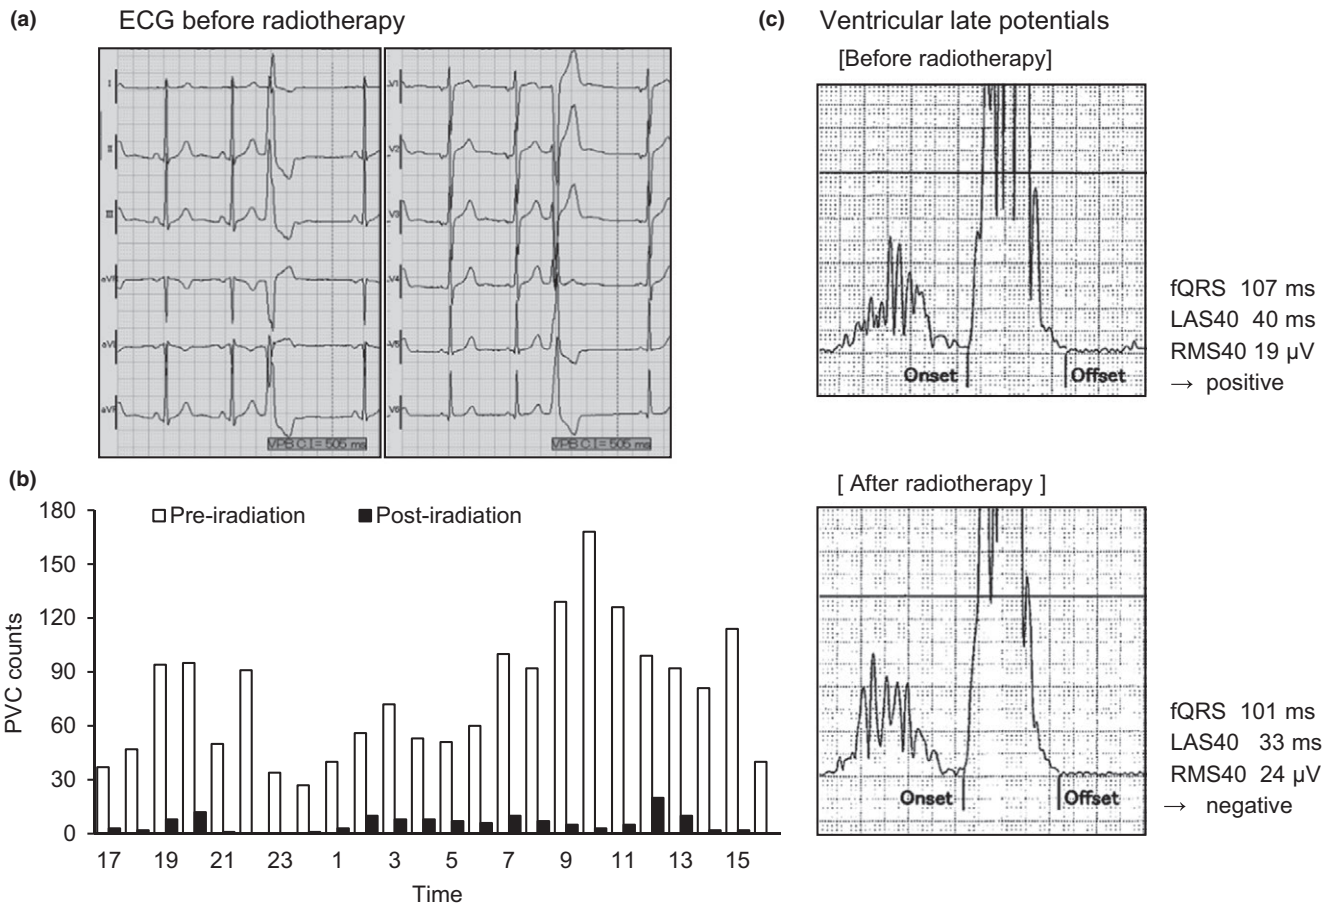 (a) ECG before radiotherapy
I
II
III
aVR
aVL
aVF
V1
V2
V3
V4
V5
V6
VPB CI= 505 ms
VPB CI= 505 ms
(b)
Pre-iradiation
Post-iradiation
PVC counts
180
150
120
90
60
30
0
17 19 21 23 1 3 5 7 9 11 13 15
Time
(c) Ventricular late potentials
[Before radiotherapy]
Onset
Offset
fQRS 107 ms
LAS40 40 ms
RMS40 19 µV
→ positive
[ After radiotherapy ]
Onset
Offset
fQRS 101 ms
LAS40 33 ms
RMS40 24 µV
→ negative